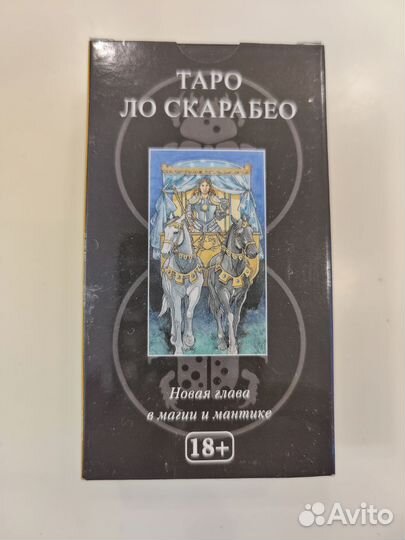 ТАРО
ЛО СКАРАБЕО
Новая глава
в магии и мантике
18+
Avito